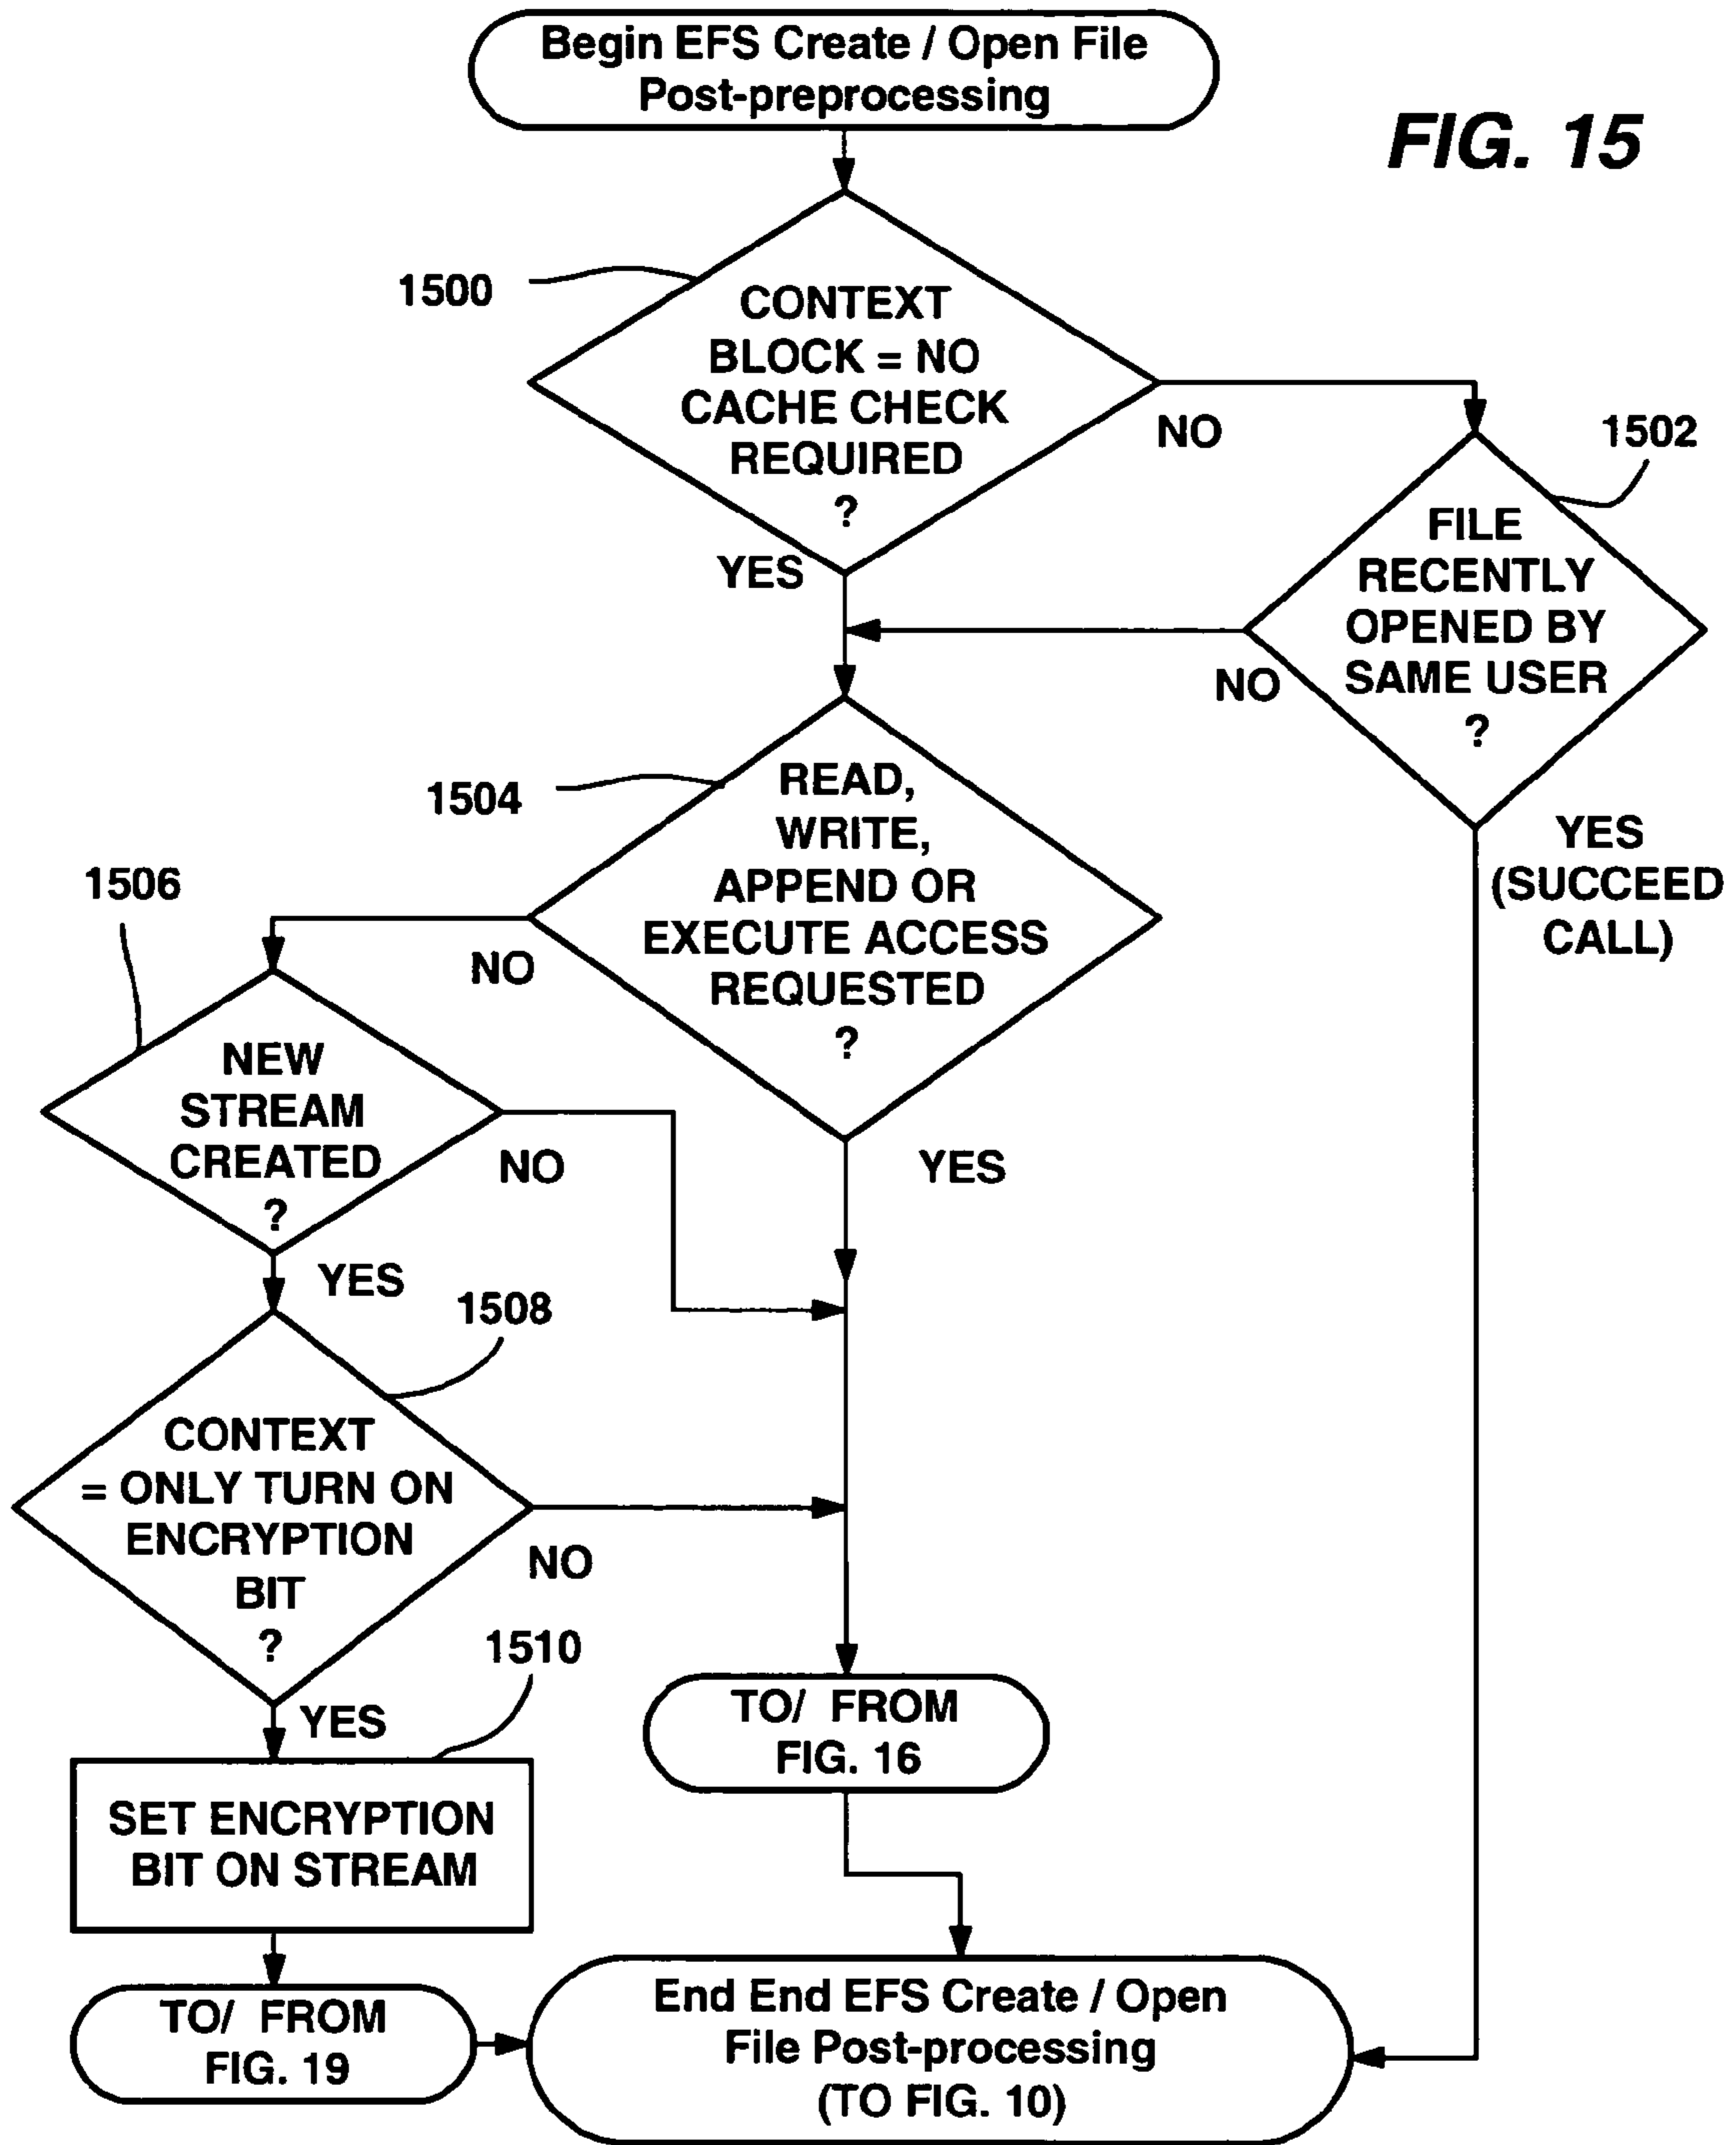 Begin EFS Create / Open File
Post-preprocessing
FIG. 15
1500
CONTEXT
BLOCK = NO
CACHE CHECK
REQUIRED
?
NO
YES
1502
FILE
RECENTLY
OPENED BY
SAME USER
?
NO
YES
(SUCCEED
CALL)
1504
READ,
WRITE,
APPEND OR
EXECUTE ACCESS
REQUESTED
?
NO
YES
1506
NEW
STREAM
CREATED
?
NO
YES
1508
CONTEXT
= ONLY TURN ON
ENCRYPTION
BIT
?
NO
YES
1510
SET ENCRYPTION
BIT ON STREAM
TO/ FROM
FIG. 16
TO/ FROM
FIG. 19
End End EFS Create / Open
File Post-processing
(TO FIG. 10)